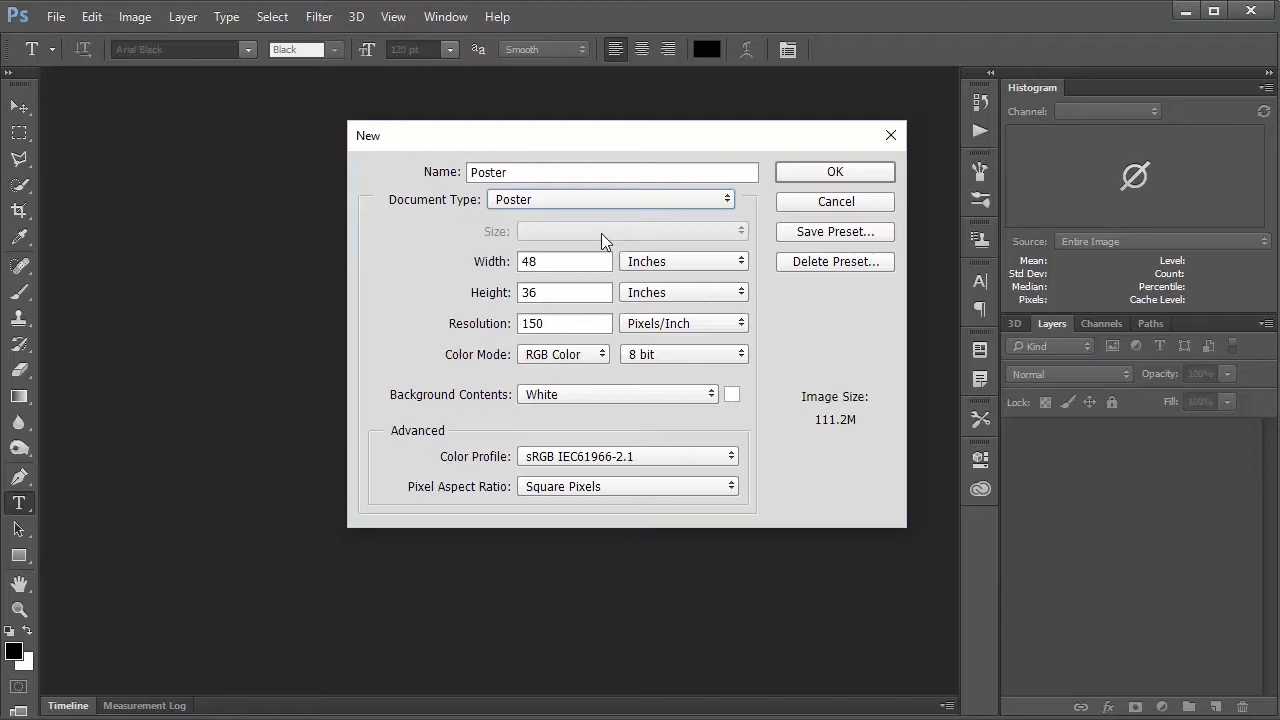 Ps File Edit Image Layer Type Select Filter 3D View Window Help
T Arial Black Black 120 pt aa Smooth
Histogram
Channel:
Source: Entire Image
Mean: Level:
Std Dev: Count:
Median: Percentile:
Pixels: Cache Level:
3D Layers Channels Paths
Kind
Normal Opacity: 100%
Lock: Fill: 100%
New
Name: Poster OK
Document Type: Poster Cancel
Size: Save Preset...
Width: 48 Inches Delete Preset...
Height: 36 Inches
Resolution: 150 Pixels/Inch
Color Mode: RGB Color 8 bit
Background Contents: White
Image Size:
111.2M
Advanced
Color Profile: sRGB IEC61966-2.1
Pixel Aspect Ratio: Square Pixels
Timeline Measurement Log